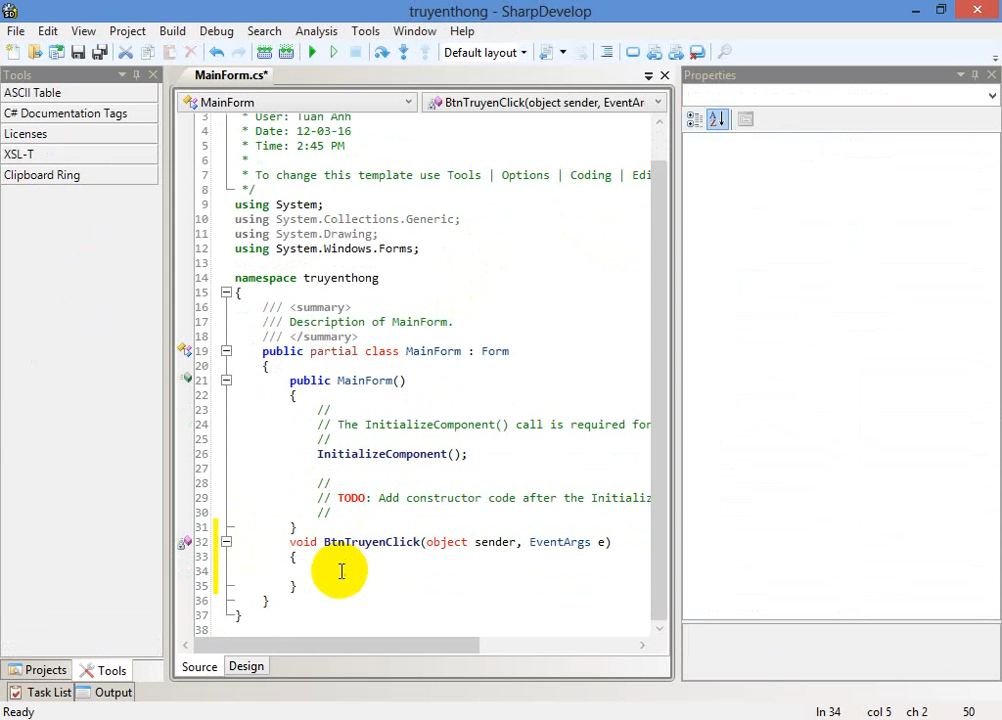 truyenthong - SharpDevelop
File Edit View Project Build Debug Search Analysis Tools Window Help
Default layout
Tools
MainForm.cs*
Properties
ASCII Table
C# Documentation Tags
Licenses
XSL-T
Clipboard Ring
MainForm
BtnTruyenClick(object sender, EventAr
3 * User: Tuan Anh
4 * Date: 12-03-16
5 * Time: 2:45 PM
6 *
7 * To change this template use Tools | Options | Coding | Edi
8 */
9 using System;
10 using System.Collections.Generic;
11 using System.Drawing;
12 using System.Windows.Forms;
13
14 namespace truyenthong
15 {
16 /// <summary>
17 /// Description of MainForm.
18 /// </summary>
19 public partial class MainForm : Form
20 {
21 public MainForm()
22 {
23 //
24 // The InitializeComponent() call is required for
25 //
26 InitializeComponent();
27
28 //
29 // TODO: Add constructor code after the Initializ
30 //
31 }
32 void BtnTruyenClick(object sender, EventArgs e)
33 {
34
35 }
36 }
37 }
38
Source Design
Projects Tools
Task List Output
Ready
ln 34 col 5 ch 2 50